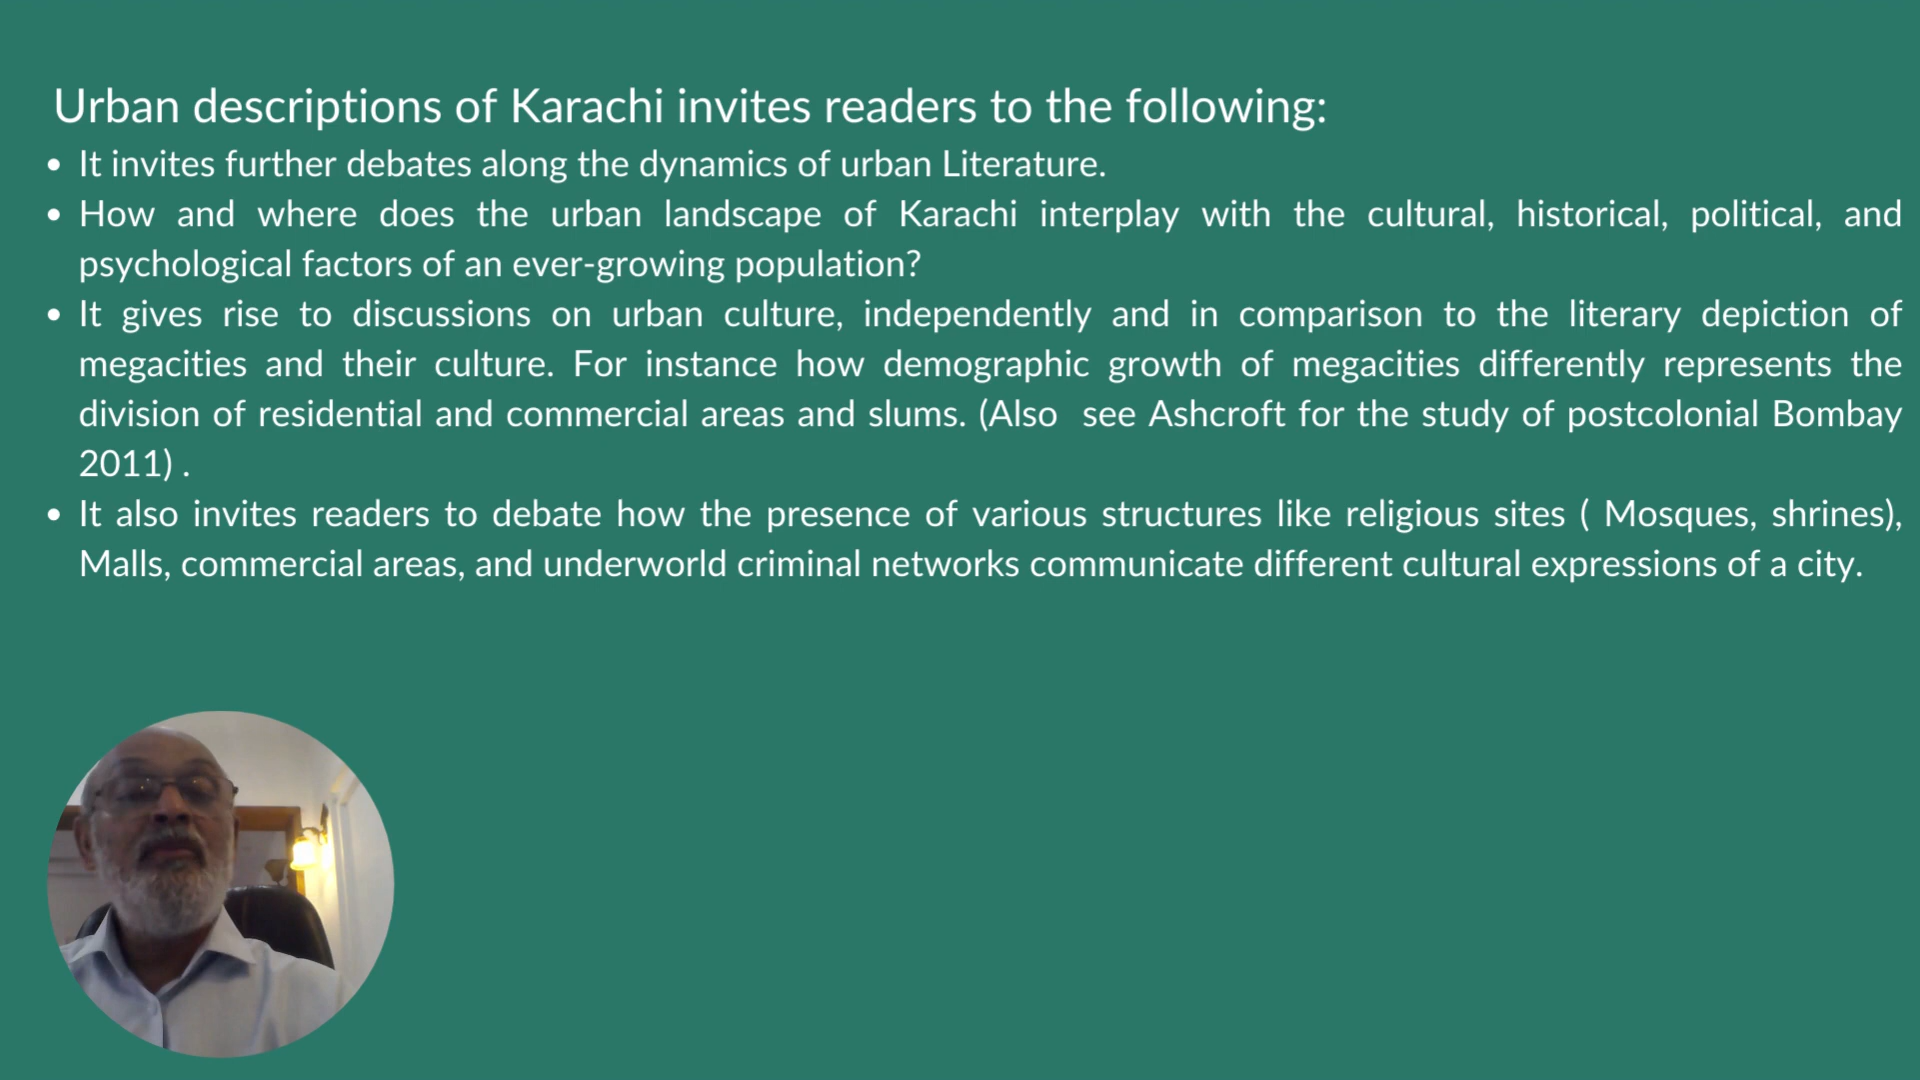 Urban descriptions of Karachi invites readers to the following:
• It invites further debates along the dynamics of urban Literature.
• How and where does the urban landscape of Karachi interplay with the cultural, historical, political, and
psychological factors of an ever-growing population?
• It gives rise to discussions on urban culture, independently and in comparison to the literary depiction of
megacities and their culture. For instance how demographic growth of megacities differently represents the
division of residential and commercial areas and slums. (Also  see Ashcroft for the study of postcolonial Bombay
2011) .
• It also invites readers to debate how the presence of various structures like religious sites ( Mosques, shrines),
Malls, commercial areas, and underworld criminal networks communicate different cultural expressions of a city.